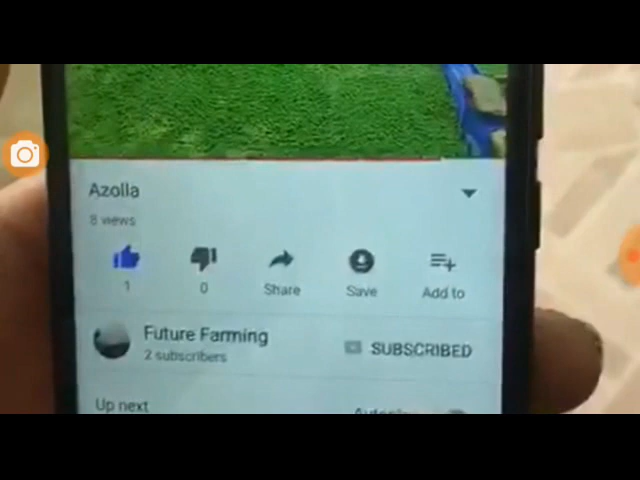 Azolla
8 views
1
0
Share
Save
Add to
Future Farming
2 subscribers
SUBSCRIBED
Up next